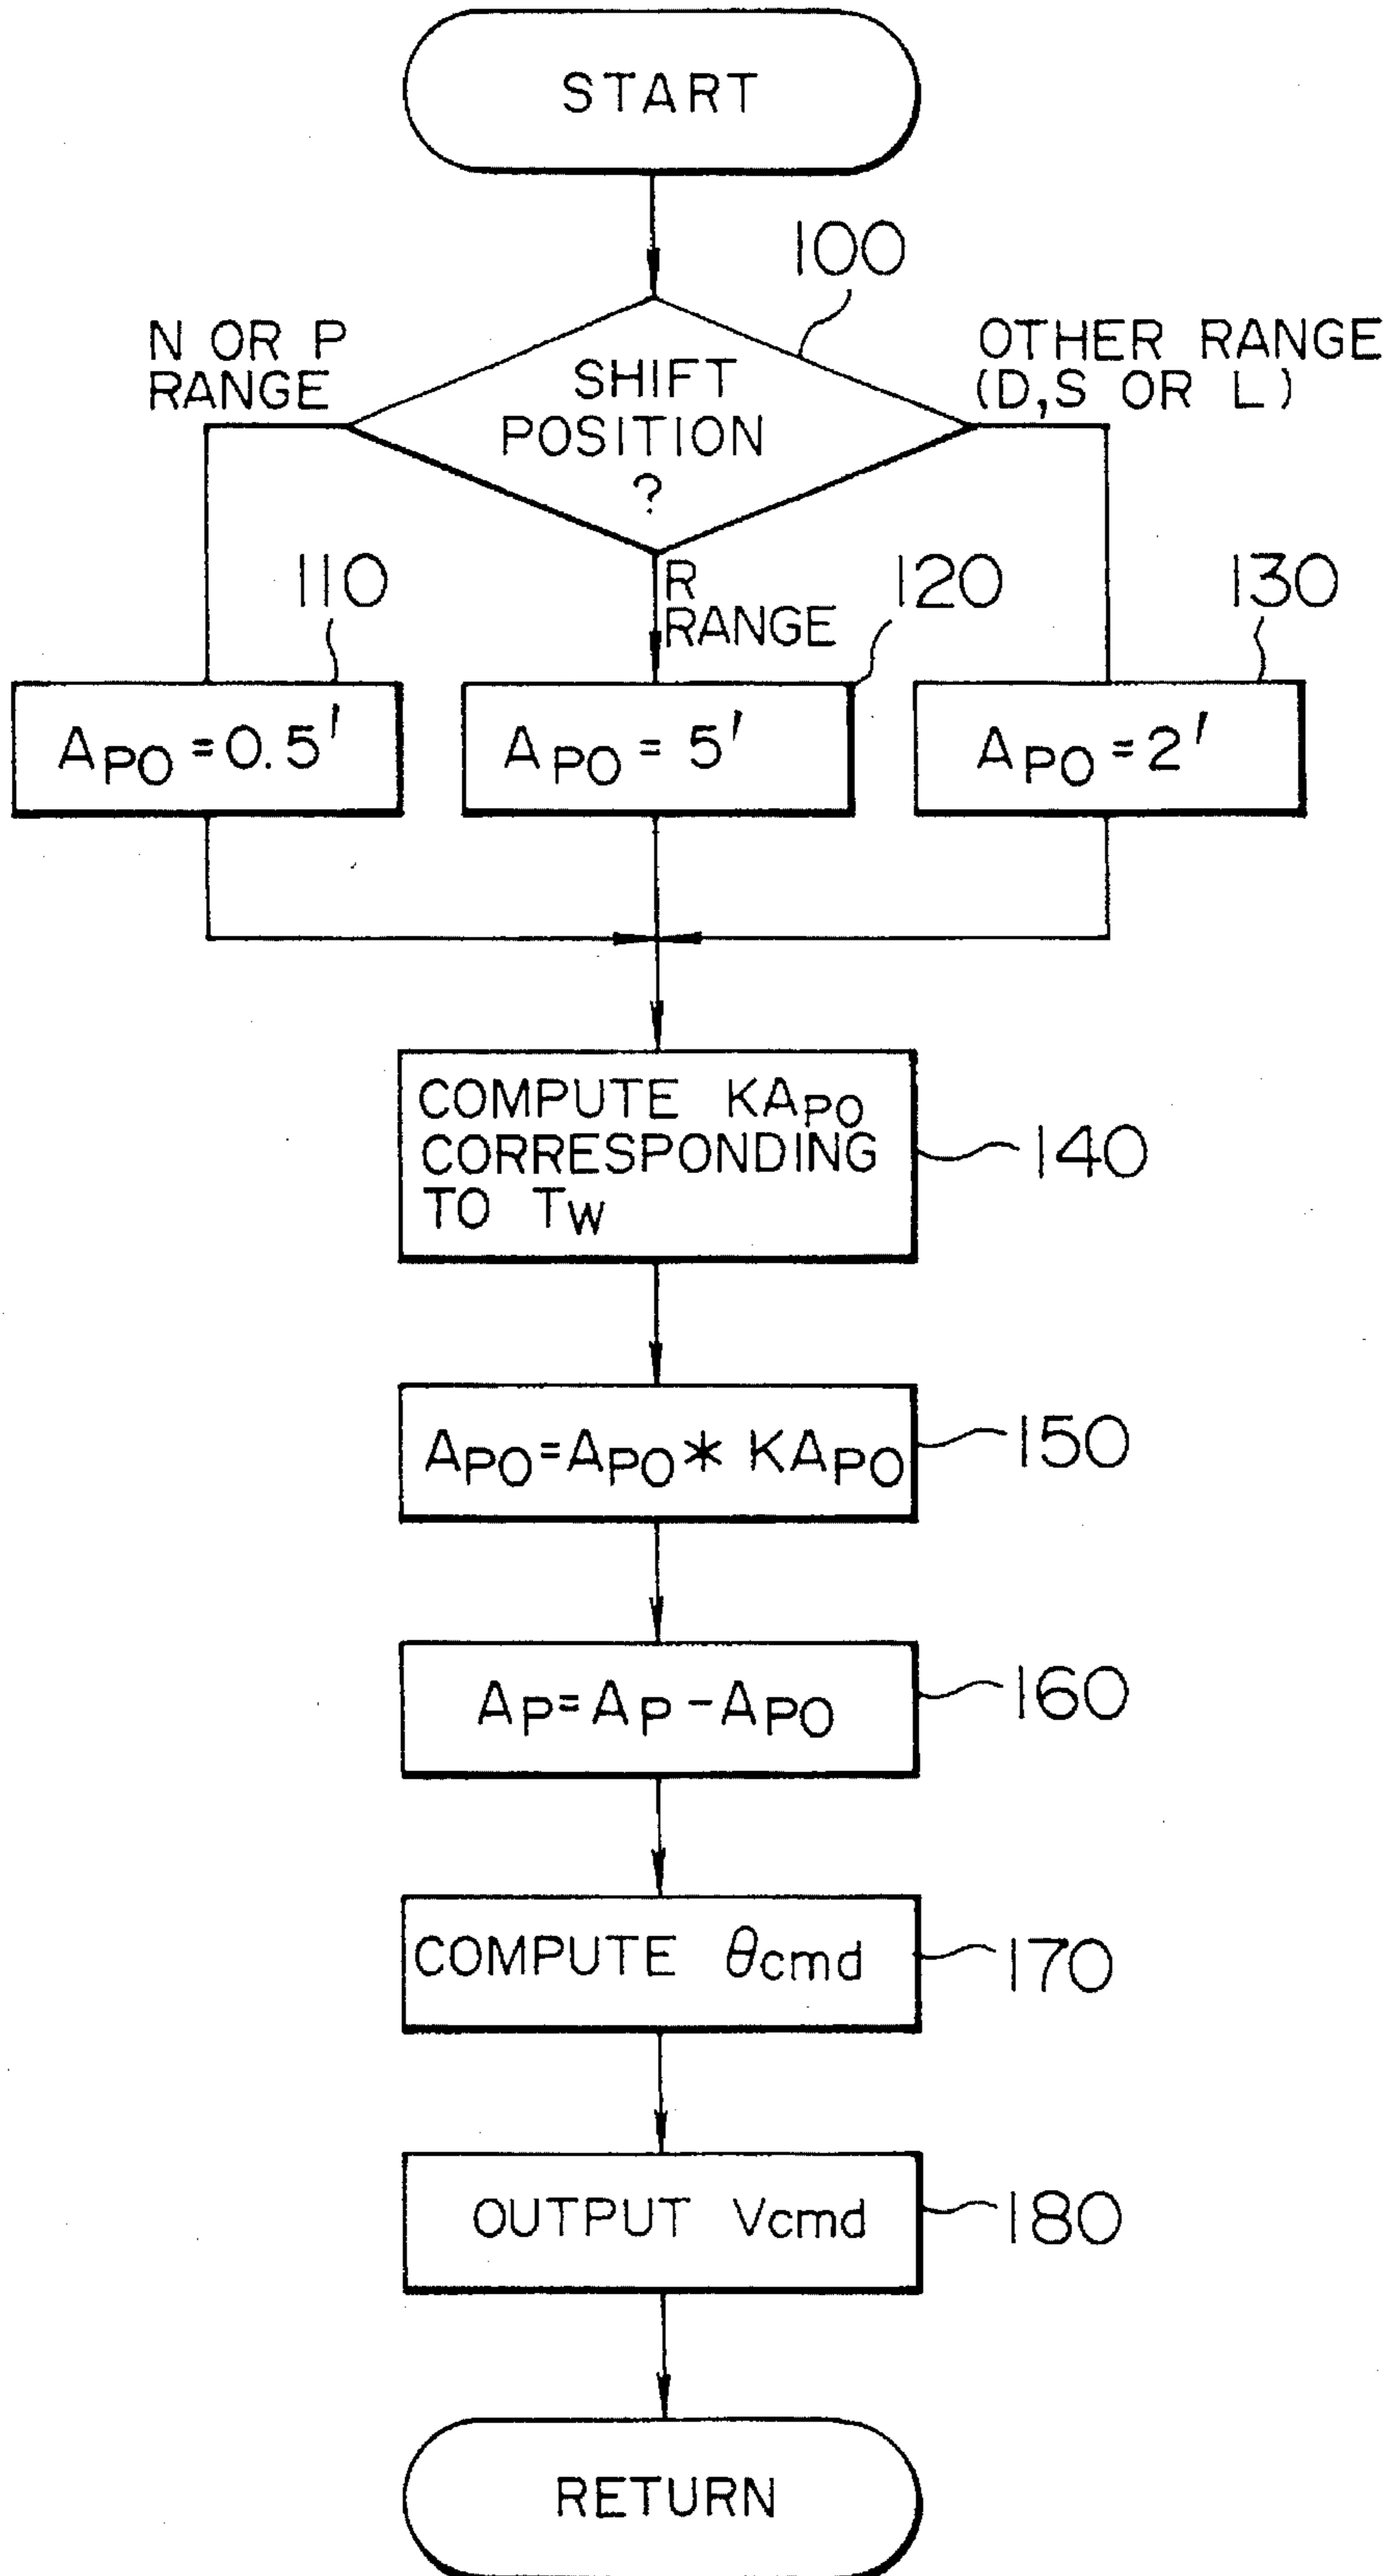 START
100
N OR P
RANGE
OTHER RANGE
(D,S OR L)
SHIFT
POSITION
?
110
R
RANGE
120
130
APO = 0.5'
APO = 5'
APO = 2'
COMPUTE KAPO
CORRESPONDING
TO TW
140
APO = APO * KAPO
150
AP = AP - APO
160
COMPUTE θcmd
170
OUTPUT Vcmd
180
RETURN